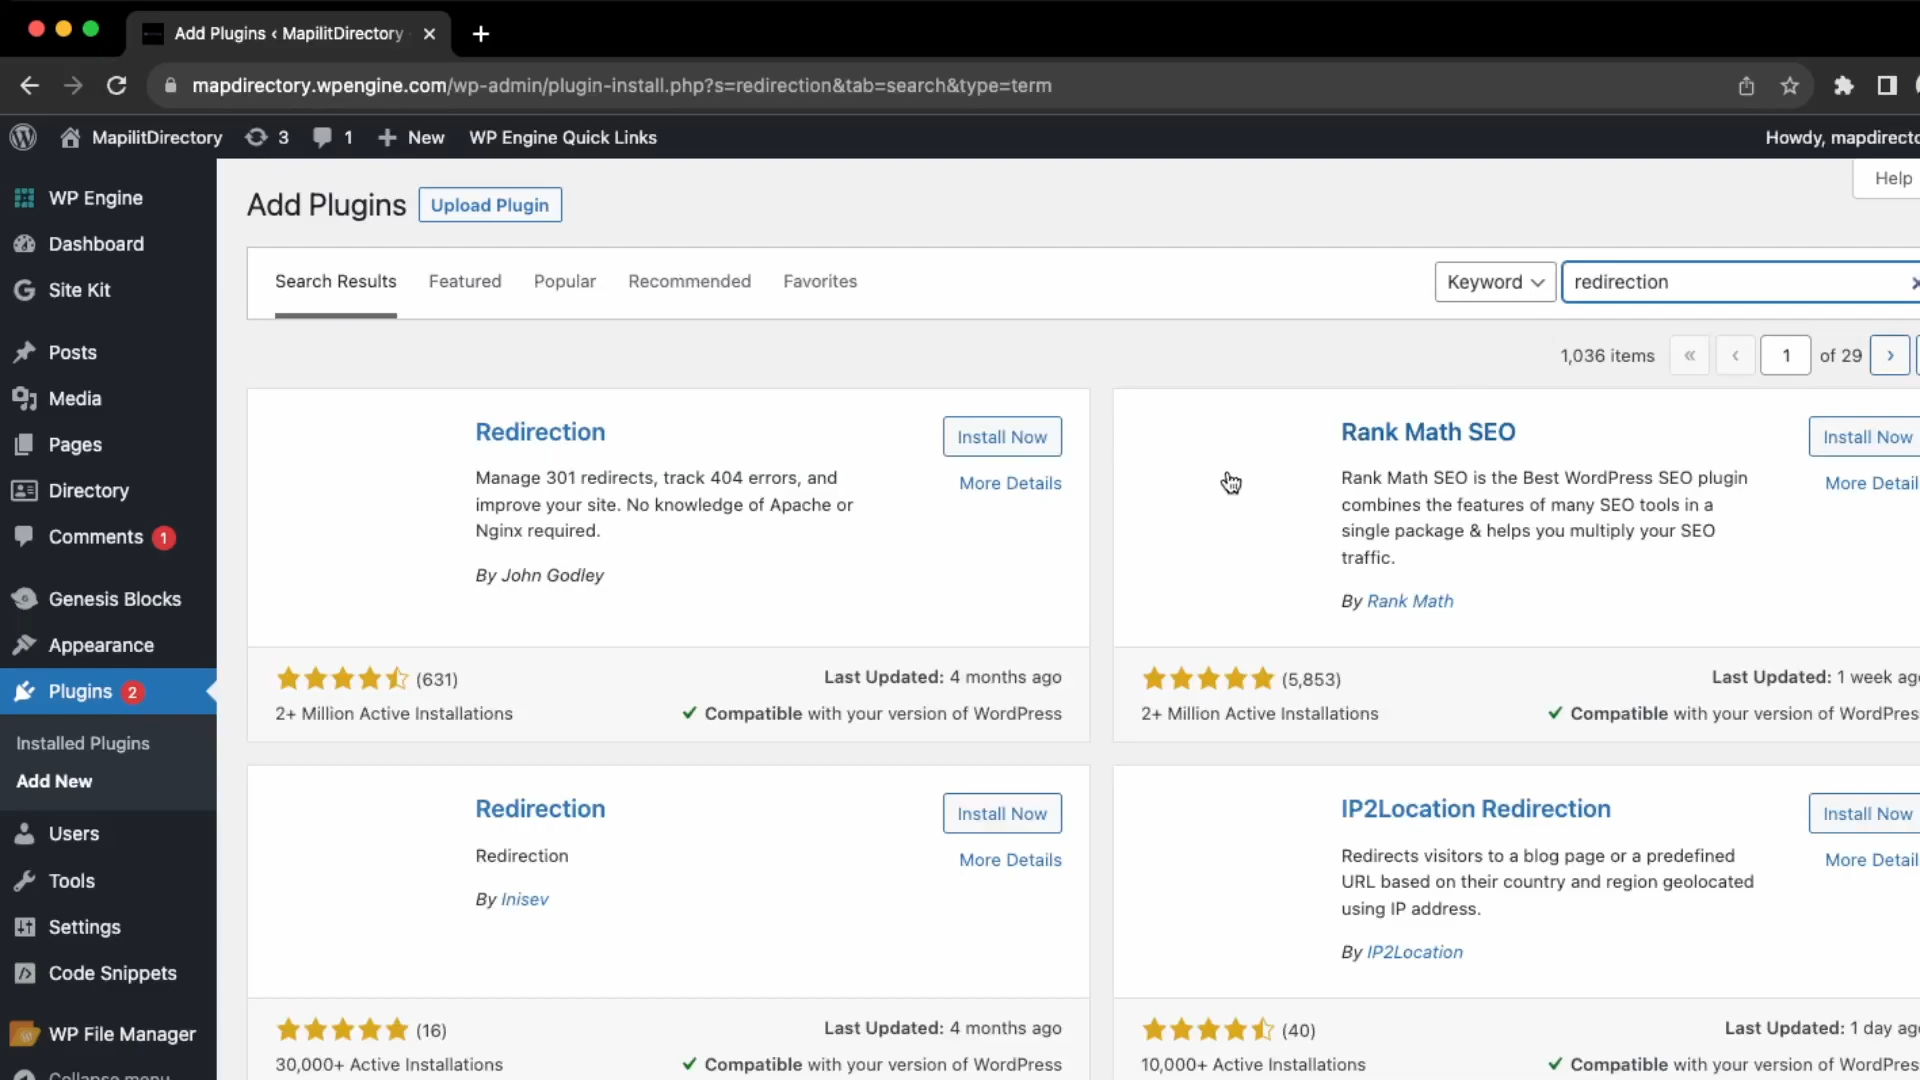 Add Plugins ‹ MapilitDirectory
mapdirectory.wpengine.com/wp-admin/plugin-install.php?s=redirection&tab=search&type=term
MapilitDirectory 3 1 New WP Engine Quick Links Howdy, mapdirecto
WP Engine
Dashboard
Site Kit
Posts
Media
Pages
Directory
Comments 1
Genesis Blocks
Appearance
Plugins 2
Installed Plugins
Add New
Users
Tools
Settings
Code Snippets
WP File Manager
Collapse menu
Help
Add Plugins Upload Plugin
Search Results Featured Popular Recommended Favorites Keyword redirection
1,036 items « ‹ 1 of 29 ›
Redirection
Install Now
More Details
Manage 301 redirects, track 404 errors, and
improve your site. No knowledge of Apache or
Nginx required.
By John Godley
(631)
Last Updated: 4 months ago
2+ Million Active Installations
Compatible with your version of WordPress
Rank Math SEO
Install Now
More Detail
Rank Math SEO is the Best WordPress SEO plugin
combines the features of many SEO tools in a
single package & helps you multiply your SEO
traffic.
By Rank Math
(5,853)
Last Updated: 1 week ago
2+ Million Active Installations
Compatible with your version of WordPres
Redirection
Install Now
More Details
Redirection
By Inisev
(16)
Last Updated: 4 months ago
30,000+ Active Installations
Compatible with your version of WordPress
IP2Location Redirection
Install Now
More Detail
Redirects visitors to a blog page or a predefined
URL based on their country and region geolocated
using IP address.
By IP2Location
(40)
Last Updated: 1 day ago
10,000+ Active Installations
Compatible with your version of WordPres